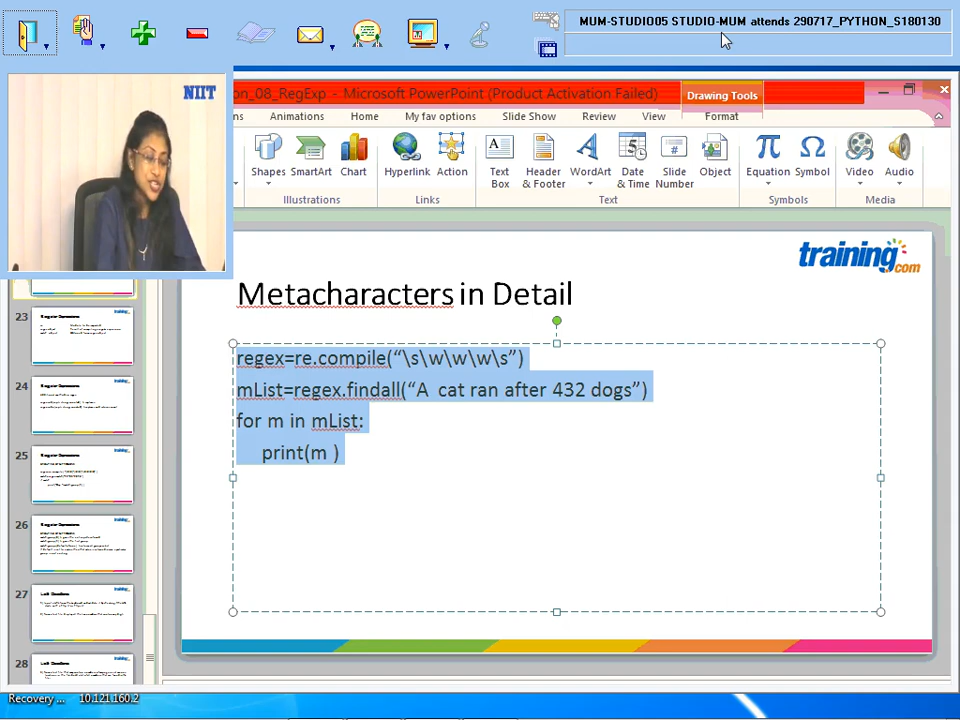 MUM-STUDIO05 STUDIO-MUM attends 290717_PYTHON_S180130
NIIT
on_08_RegExp - Microsoft PowerPoint (Product Activation Failed)
Drawing Tools
ns Animations Home My fav options Slide Show Review View Format
Shapes SmartArt Chart Hyperlink Action Text Box Header & Footer WordArt Date & Time Slide Number Object Equation Symbol Video Audio
Illustrations Links Text Symbols Media
training.com
Metacharacters in Detail
regex=re.compile(“\s\w\w\w\s”)
mList=regex.findall(“A  cat ran after 432 dogs”)
for m in mList:
print(m )
23
24
25
26
27
28
Recovery ... 10.121.160.2